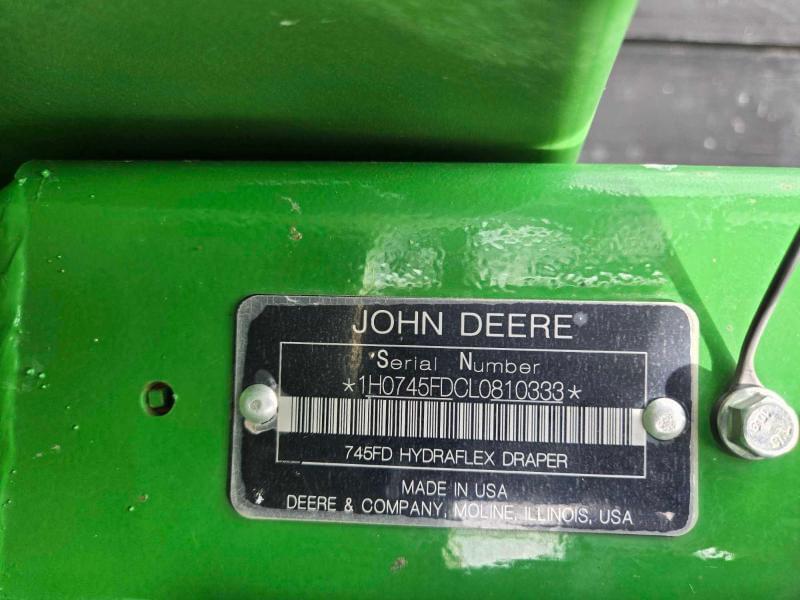 JOHN DEERE
Serial Number
*1H0745FDCL0810333*
745FD HYDRAFLEX DRAPER
MADE IN USA
DEERE & COMPANY, MOLINE, ILLINOIS, USA